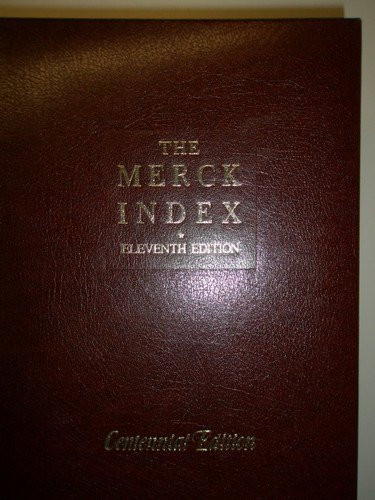 THE
MERCK
INDEX
*
ELEVENTH EDITION
Centennial Edition